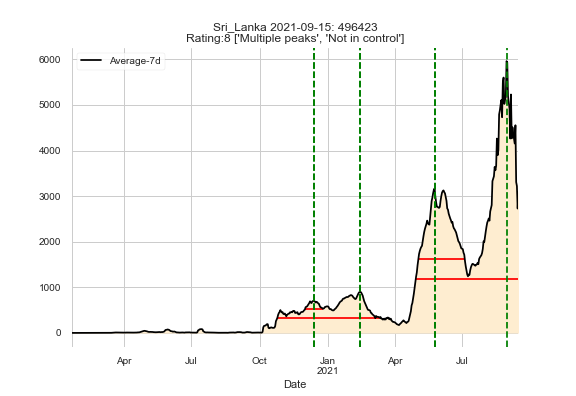 Sri_Lanka 2021-09-15: 496423
Rating:8 ['Multiple peaks', 'Not in control']
Average-7d
6000
5000
4000
3000
2000
1000
0
Apr Jul Oct Jan Apr Jul
2021
Date